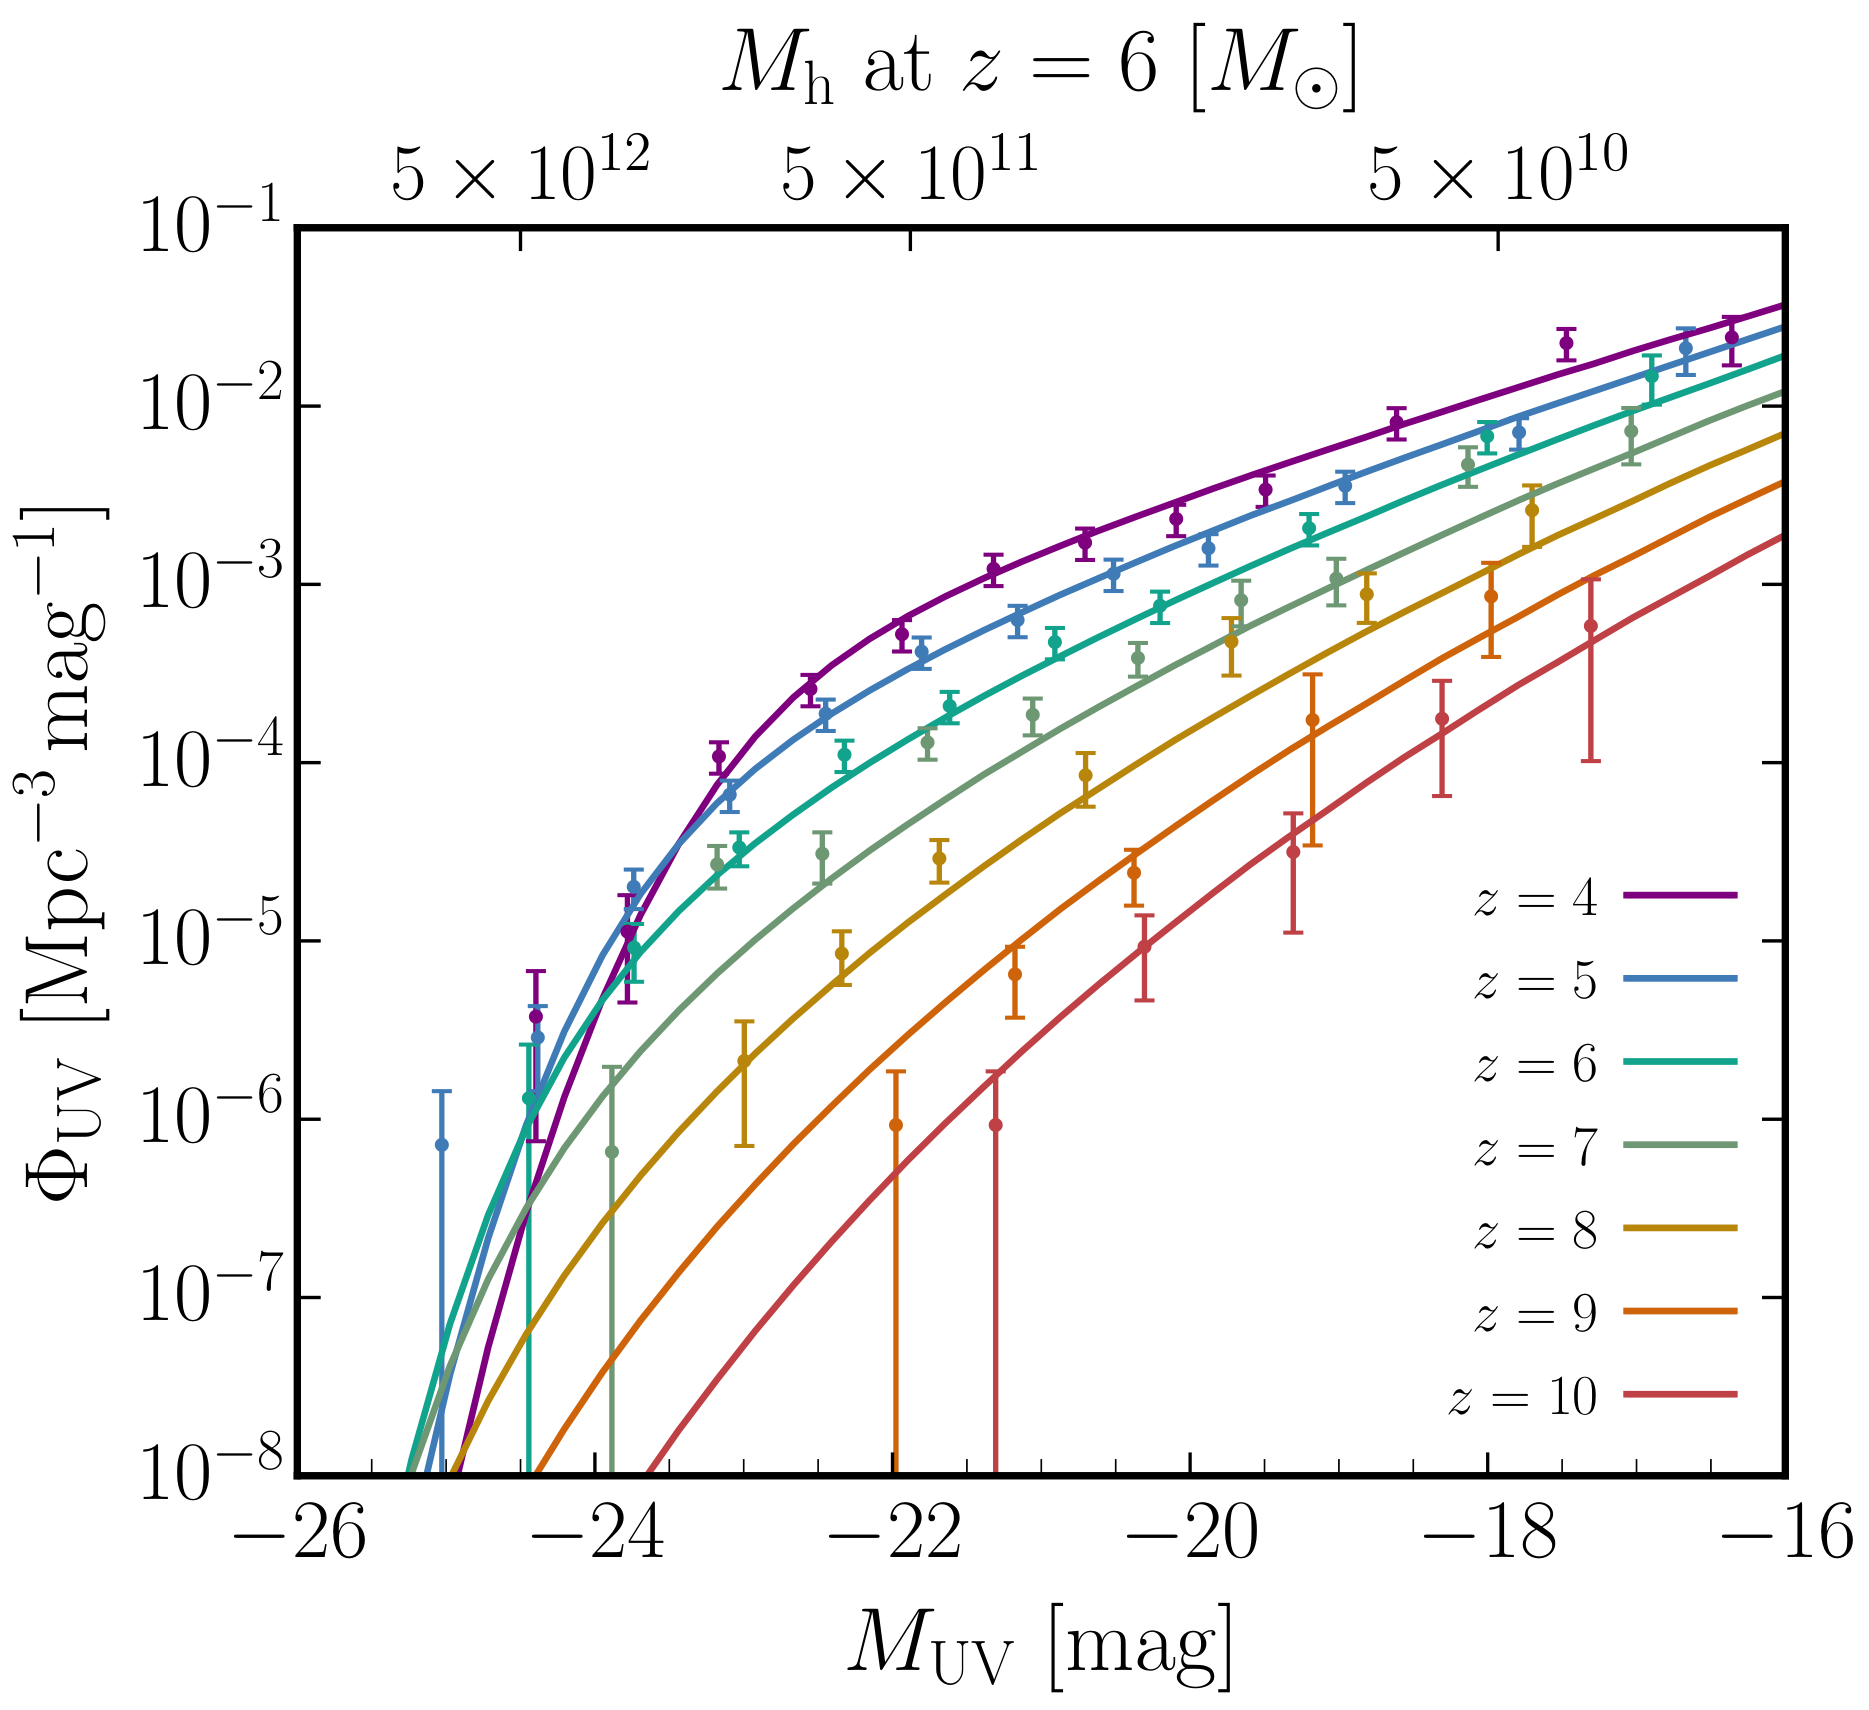 M_h at z = 6 [M_⊙]
5 × 10^12 5 × 10^11 5 × 10^10
10^−1
10^−2
10^−3
10^−4
10^−5
10^−6
10^−7
10^−8
Φ_UV [Mpc^−3 mag^−1]
z = 4
z = 5
z = 6
z = 7
z = 8
z = 9
z = 10
−26 −24 −22 −20 −18 −16
M_UV [mag]